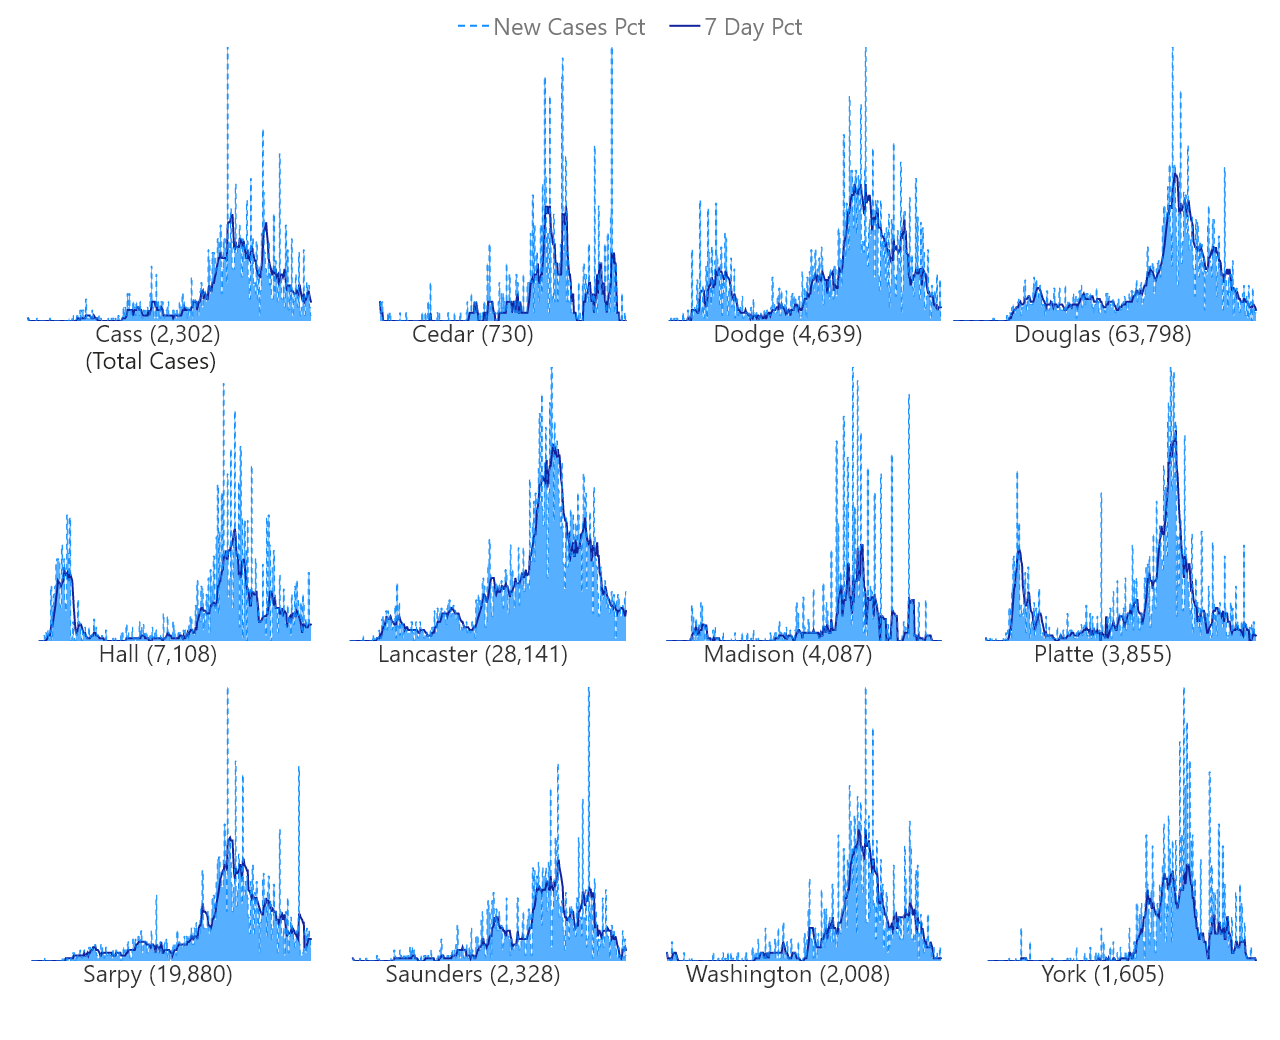 New Cases Pct 7 Day Pct
Cass (2,302) Cedar (730) Dodge (4,639) Douglas (63,798)
(Total Cases)
Hall (7,108) Lancaster (28,141) Madison (4,087) Platte (3,855)
Sarpy (19,880) Saunders (2,328) Washington (2,008) York (1,605)